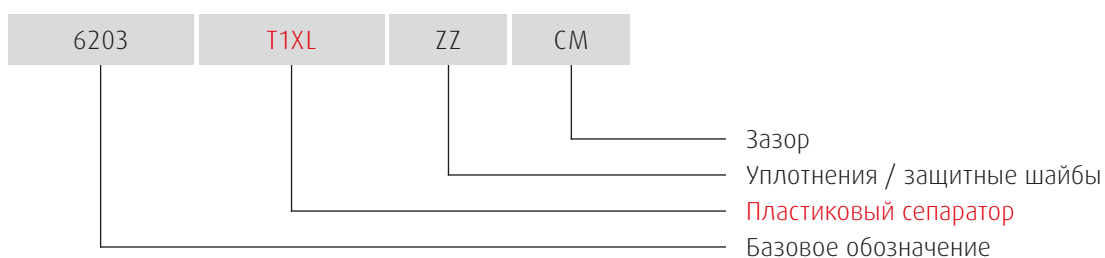 6203 T1XL ZZ CM
Зазор
Уплотнения / защитные шайбы
Пластиковый сепаратор
Базовое обозначение